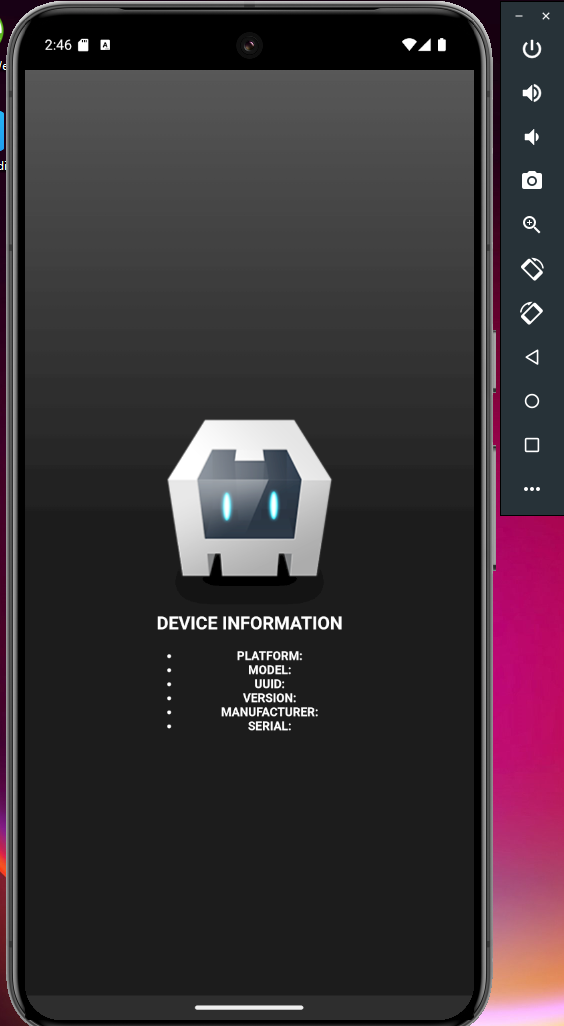 2:46
A
DEVICE INFORMATION
• PLATFORM:
• MODEL:
• UUID:
• VERSION:
• MANUFACTURER:
• SERIAL: